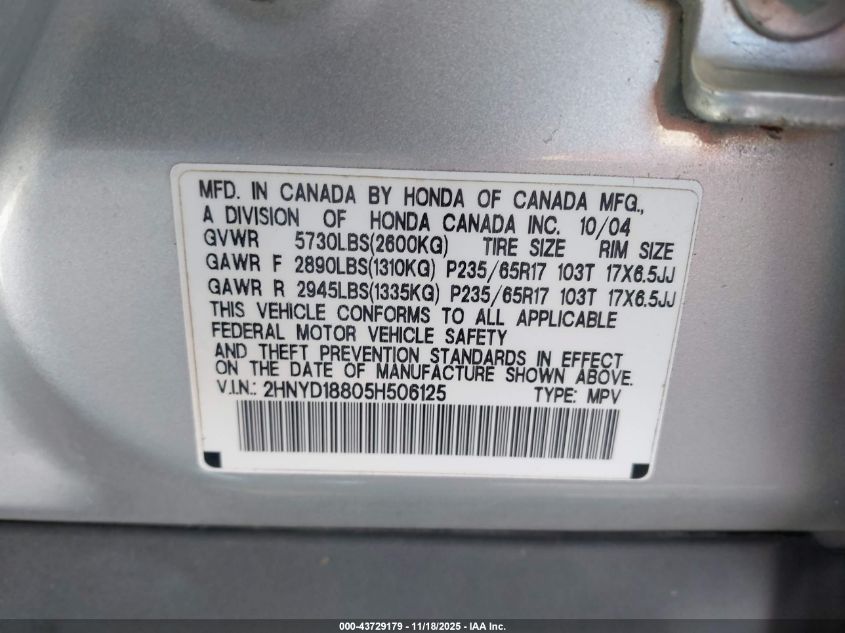 MFD. IN CANADA BY HONDA OF CANADA MFG.,
A DIVISION OF HONDA CANADA INC. 10/04
GVWR 5730LBS(2600KG) TIRE SIZE RIM SIZE
GAWR F 2890LBS(1310KG) P235/65R17 103T 17X6.5JJ
GAWR R 2945LBS(1335KG) P235/65R17 103T 17X6.5JJ
THIS VEHICLE CONFORMS TO ALL APPLICABLE
FEDERAL MOTOR VEHICLE SAFETY
AND THEFT PREVENTION STANDARDS IN EFFECT
ON THE DATE OF MANUFACTURE SHOWN ABOVE.
V.I.N.: 2HNYD18805H506125 TYPE: MPV
000-43729179 - 11/18/2025 - IAA Inc.